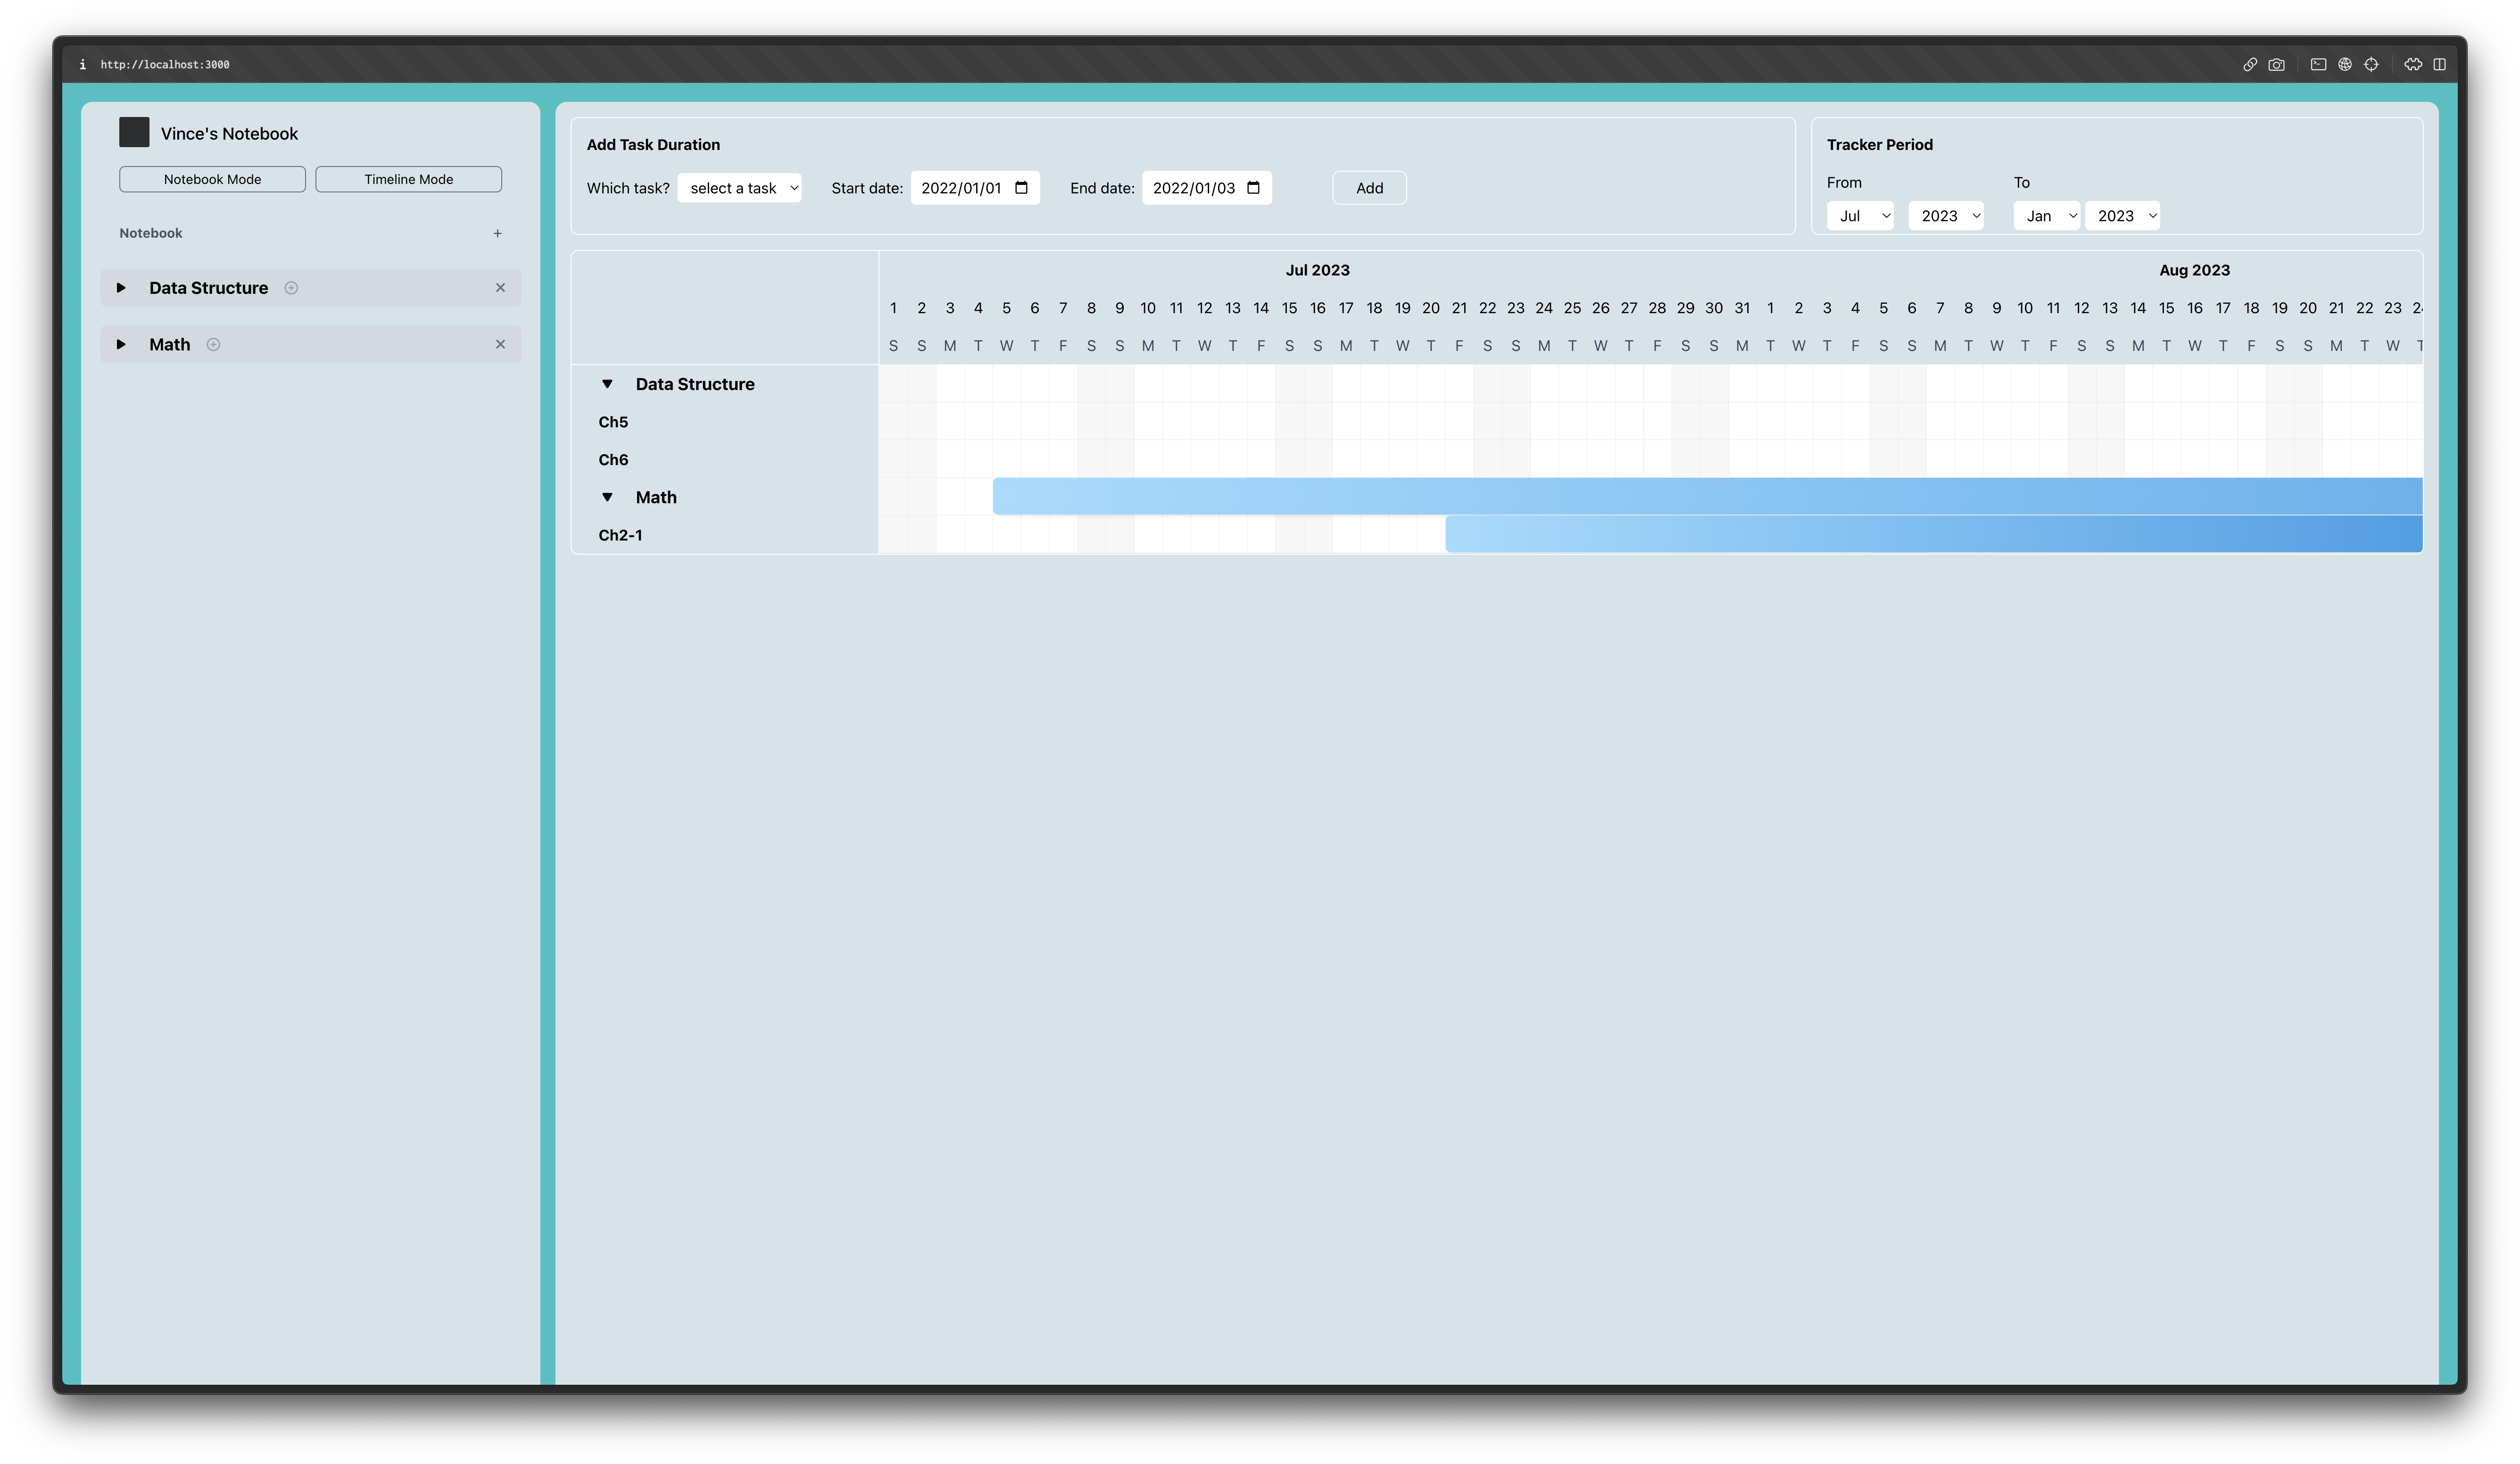 i http://localhost:3000
Vince's Notebook
Notebook Mode Timeline Mode
Notebook +
Data Structure
Math
Add Task Duration
Which task? select a task Start date: 2022/01/01 End date: 2022/01/03 Add
Tracker Period
From To
Jul 2023 Jan 2023
Jul 2023 Aug 2023
1 2 3 4 5 6 7 8 9 10 11 12 13 14 15 16 17 18 19 20 21 22 23 24 25 26 27 28 29 30 31 1 2 3 4 5 6 7 8 9 10 11 12 13 14 15 16 17 18 19 20 21 22 23 24
S S M T W T F S S M T W T F S S M T W T F S S M T W T F S S M T W T F S S M T W T F S S M T W T F S S M T W T
Data Structure
Ch5
Ch6
Math
Ch2-1